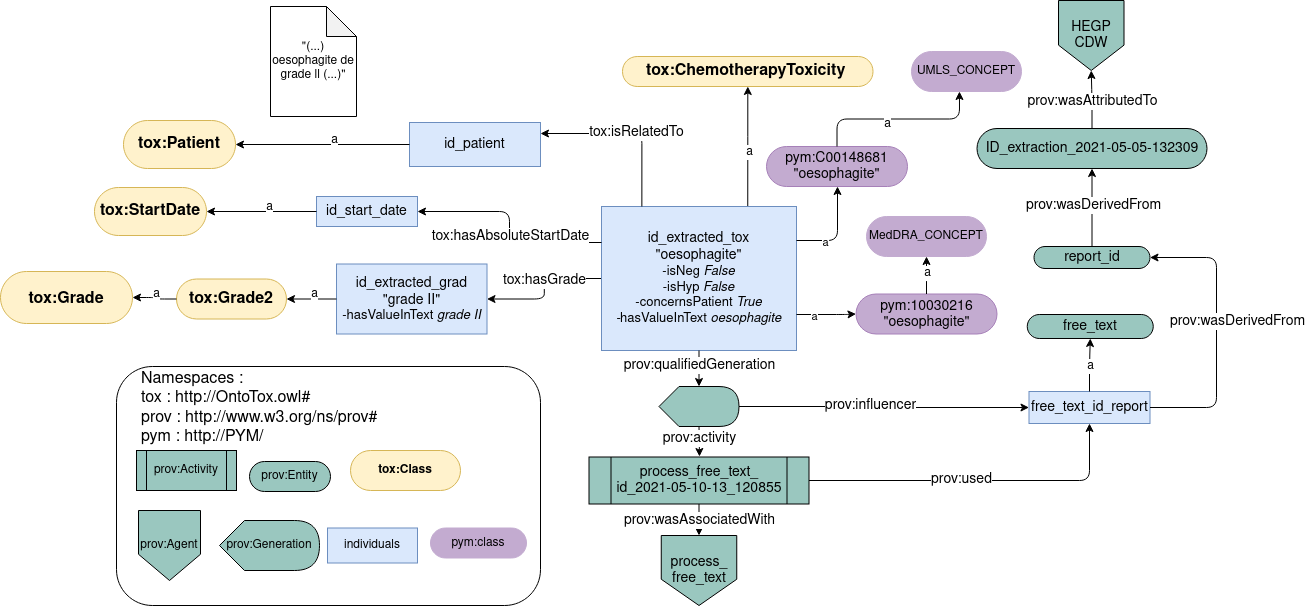 "(...)
oesophagite de
grade II (...)"
HEGP
CDW
tox:ChemotherapyToxicity
UMLS_CONCEPT
prov:wasAttributedTo
a
tox:isRelatedTo
tox:Patient
a
id_patient
a
pym:C00148681
"oesophagite"
ID_extraction_2021-05-05-132309
prov:wasDerivedFrom
tox:StartDate
a
id_start_date
tox:hasAbsoluteStartDate
id_extracted_tox
"oesophagite"
-isNeg False
-isHyp False
-concernsPatient True
-hasValueInText oesophagite
a
MedDRA_CONCEPT
a
report_id
tox:hasGrade
tox:Grade
a
tox:Grade2
a
id_extracted_grad
"grade II"
-hasValueInText grade II
a
pym:10030216
"oesophagite"
free_text
prov:wasDerivedFrom
a
prov:qualifiedGeneration
prov:influencer
free_text_id_report
prov:activity
process_free_text_
id_2021-05-10-13_120855
prov:used
prov:wasAssociatedWith
process_
free_text
Namespaces :
tox : http://OntoTox.owl#
prov : http://www.w3.org/ns/prov#
pym : http://PYM/
prov:Activity
prov:Entity
tox:Class
prov:Agent
prov:Generation
individuals
pym:class